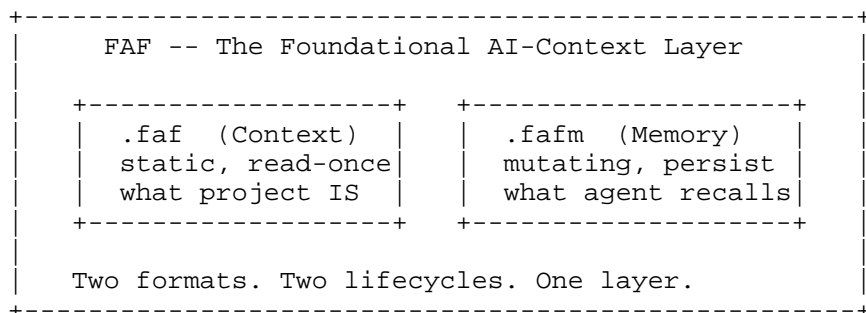 FAF -- The Foundational AI-Context Layer
.faf (Context)
static, read-once
what project IS
.fafm (Memory)
mutating, persist
what agent recalls
Two formats. Two lifecycles. One layer.